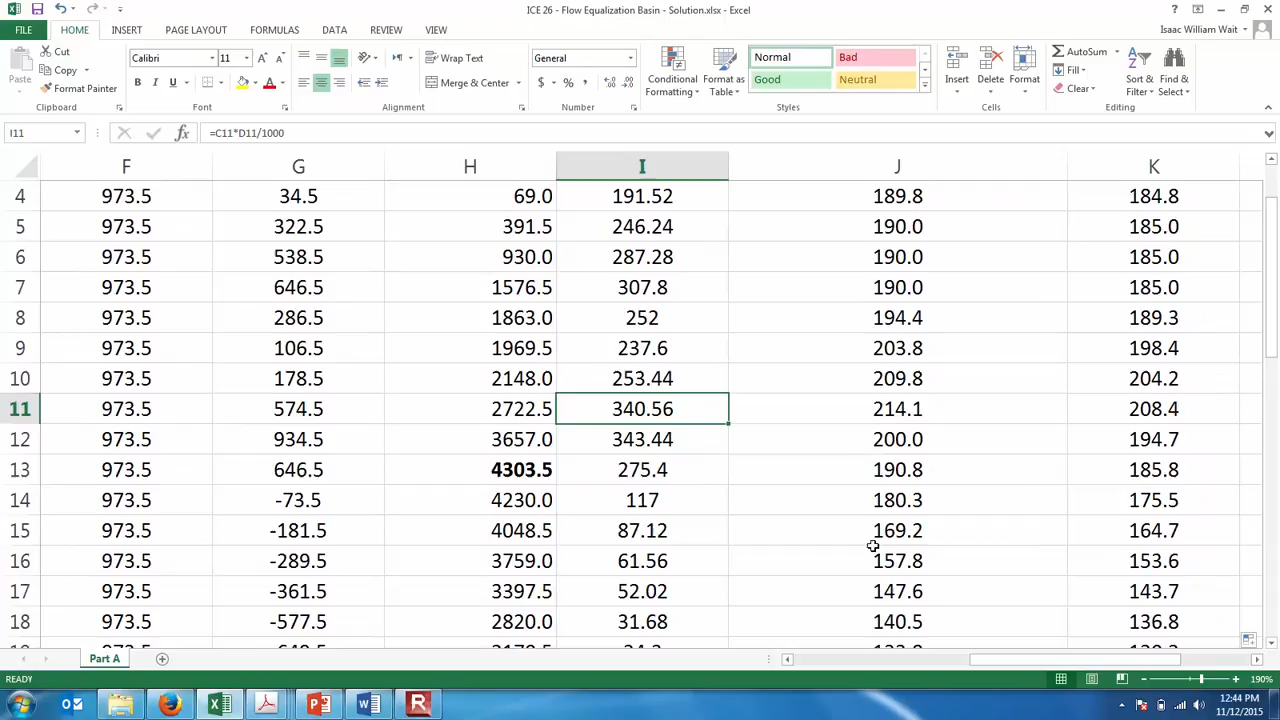 ICE 26 - Flow Equalization Basin - Solution.xlsx - Excel
FILE HOME INSERT PAGE LAYOUT FORMULAS DATA REVIEW VIEW Isaac William Wait
Paste Cut Copy Format Painter Clipboard
Calibri 11 B I U A Font
Wrap Text Merge & Center Alignment
General $ % , Number
Conditional Formatting Format as Table Normal Bad Good Neutral Styles
Insert Delete Format Cells
AutoSum Fill Clear Sort & Filter Find & Select Editing
I11 fx =C11*D11/1000
F G H I J K
4 973.5 34.5 69.0 191.52 189.8 184.8
5 973.5 322.5 391.5 246.24 190.0 185.0
6 973.5 538.5 930.0 287.28 190.0 185.0
7 973.5 646.5 1576.5 307.8 190.0 185.0
8 973.5 286.5 1863.0 252 194.4 189.3
9 973.5 106.5 1969.5 237.6 203.8 198.4
10 973.5 178.5 2148.0 253.44 209.8 204.2
11 973.5 574.5 2722.5 340.56 214.1 208.4
12 973.5 934.5 3657.0 343.44 200.0 194.7
13 973.5 646.5 4303.5 275.4 190.8 185.8
14 973.5 -73.5 4230.0 117 180.3 175.5
15 973.5 -181.5 4048.5 87.12 169.2 164.7
16 973.5 -289.5 3759.0 61.56 157.8 153.6
17 973.5 -361.5 3397.5 52.02 147.6 143.7
18 973.5 -577.5 2820.0 31.68 140.5 136.8
Part A
READY 190%
12:44 PM
11/12/2015